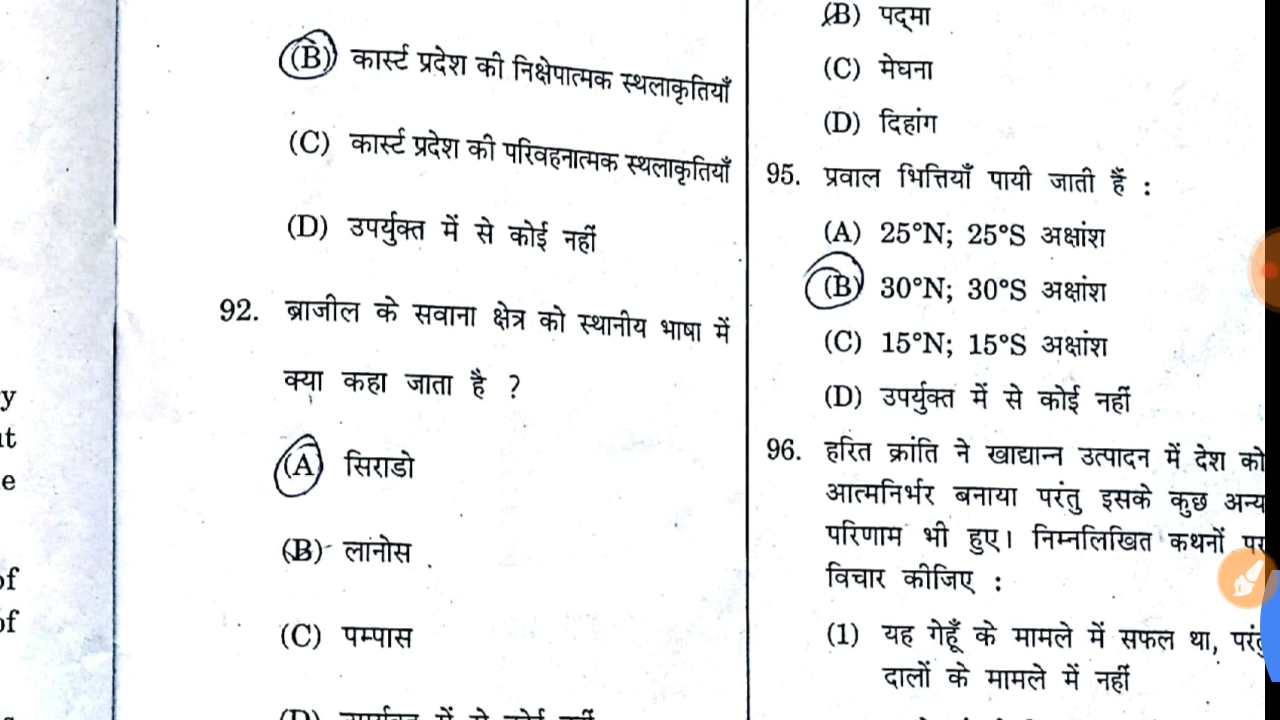 (B) कार्स्ट प्रदेश की निक्षेपात्मक स्थलाकृतियाँ
(C) कार्स्ट प्रदेश की परिवहनात्मक स्थलाकृतियाँ
(D) उपर्युक्त में से कोई नहीं
92. ब्राजील के सवाना क्षेत्र को स्थानीय भाषा में
क्या कहा जाता है ?
(A) सिराडो
(B) लांनोस
(C) पम्पास
(B) पद्‌मा
(C) मेघना
(D) दिहांग
95. प्रवाल भित्तियाँ पायी जाती हैं :
(A) 25°N; 25°S अक्षांश
(B) 30°N; 30°S अक्षांश
(C) 15°N; 15°S अक्षांश
(D) उपर्युक्त में से कोई नहीं
96. हरित क्रांति ने खाद्यान्न उत्पादन में देश को
आत्मनिर्भर बनाया परंतु इसके कुछ अन्य
परिणाम भी हुए। निम्नलिखित कथनों पर
विचार कीजिए :
(1) यह गेहूँ के मामले में सफल था, परंतु
दालों के मामले में नहीं